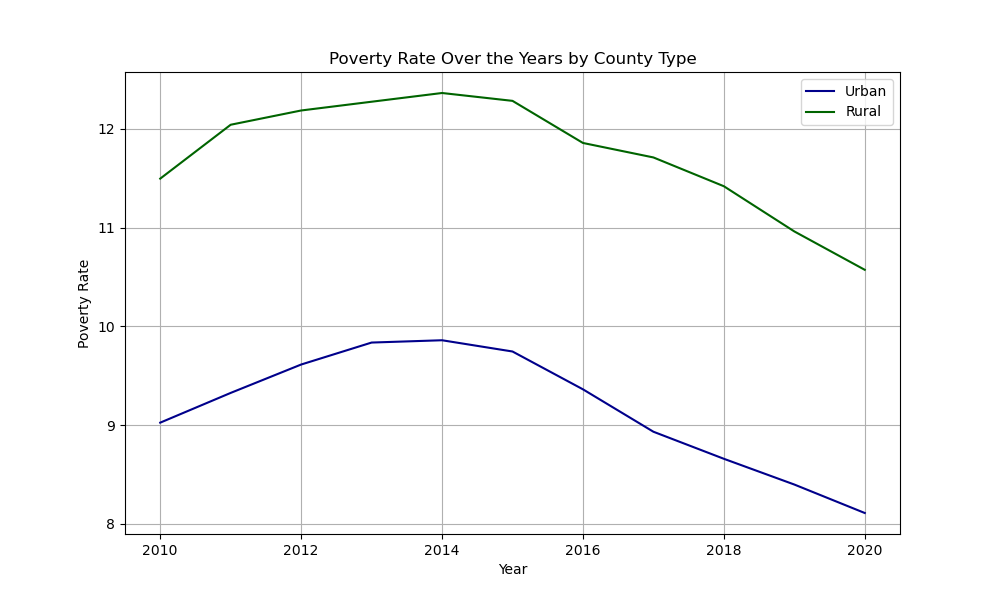 Poverty Rate Over the Years by County Type
Urban
Rural
Poverty Rate
12
11
10
9
8
2010 2012 2014 2016 2018 2020
Year